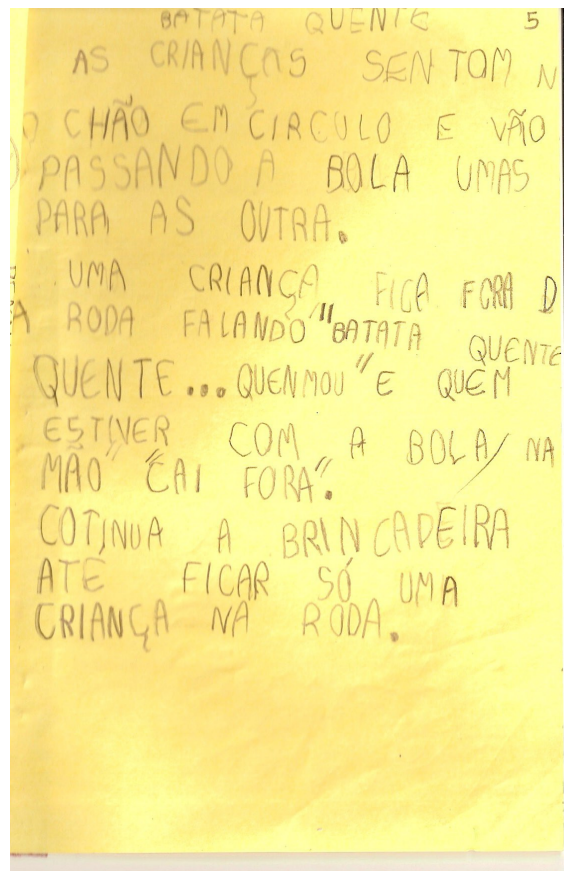 BATATA QUENTE 5
AS CRIANÇAS SENTOM N
O CHÃO EM CIRCULO E VÃO
PASSANDO A BOLA UMAS
PARA AS OUTRA.
UMA CRIANÇA FICA FORA D
A RODA FALANDO "BATATA QUENTE
QUENTE... QUENMOU" E QUEM
ESTIVER COM A BOLA/ NA
MÃO "CAI FORA".
COTINUA A BRINCADEIRA
ATÉ FICAR SÓ UMA
CRIANÇA NA RODA.